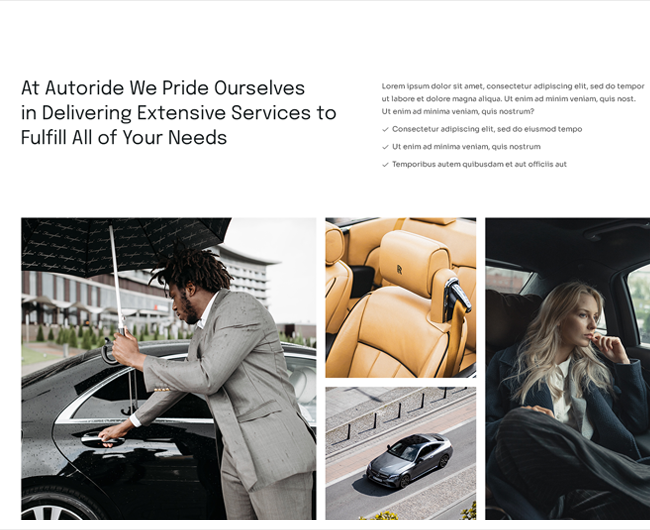 At Autoride We Pride Ourselves
in Delivering Extensive Services to
Fulfill All of Your Needs
Lorem ipsum dolor sit amet, consectetur adipiscing elit, sed do tempor
ut labore et dolore magna aliqua. Ut enim ad minim veniam, quis nost.
Ut enim ad minima veniam, quis nostrum?
Consectetur adipiscing elit, sed do eiusmod tempo
Ut enim ad minima veniam, quis nostrum
Temporibus autem quibusdam et aut officiis aut
R